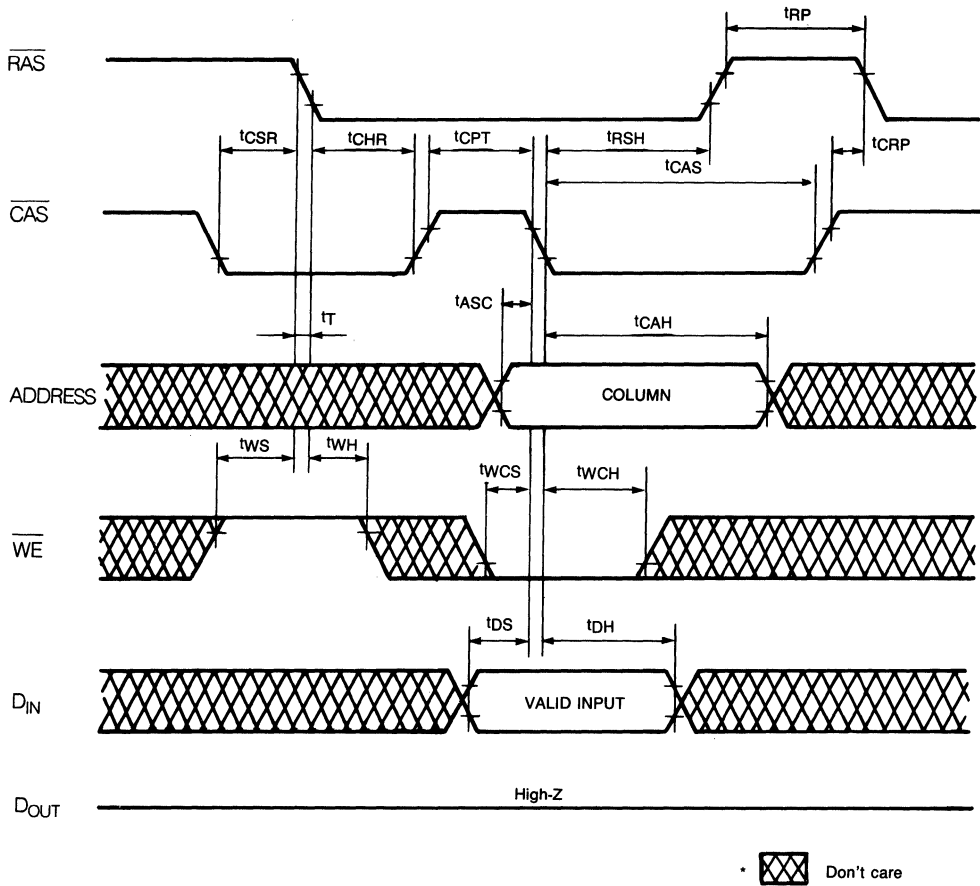 tRP
RAS
tCSR tCHR tCPT tRSH tCRP
tCAS
CAS
tASC
tT tCAH
ADDRESS COLUMN
tWS tWH tWCS tWCH
WE
tDS tDH
DIN VALID INPUT
High-Z
DOUT
* Don't care